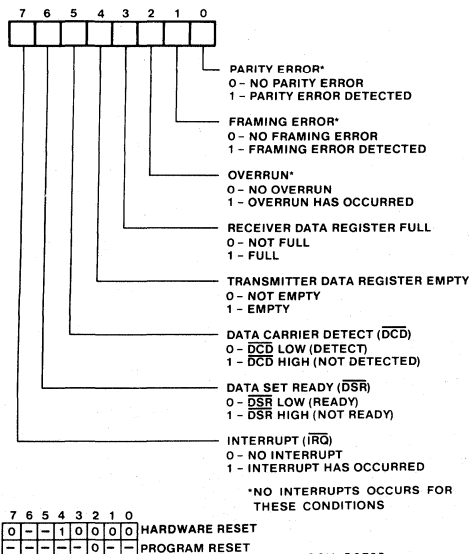 7 6 5 4 3 2 1 0
PARITY ERROR*
0 – NO PARITY ERROR
1 – PARITY ERROR DETECTED
FRAMING ERROR*
0 – NO FRAMING ERROR
1 – FRAMING ERROR DETECTED
OVERRUN*
0 – NO OVERRUN
1 – OVERRUN HAS OCCURRED
RECEIVER DATA REGISTER FULL
0 – NOT FULL
1 – FULL
TRANSMITTER DATA REGISTER EMPTY
0 – NOT EMPTY
1 – EMPTY
DATA CARRIER DETECT (DCD)
0 – DCD LOW (DETECT)
1 – DCD HIGH (NOT DETECTED)
DATA SET READY (DSR)
0 – DSR LOW (READY)
1 – DSR HIGH (NOT READY)
INTERRUPT (IRQ)
0 – NO INTERRUPT
1 – INTERRUPT HAS OCCURRED
*NO INTERRUPTS OCCURS FOR
THESE CONDITIONS
7 6 5 4 3 2 1 0
0 – – 1 0 0 0 0 HARDWARE RESET
– – – – – 0 – – PROGRAM RESET